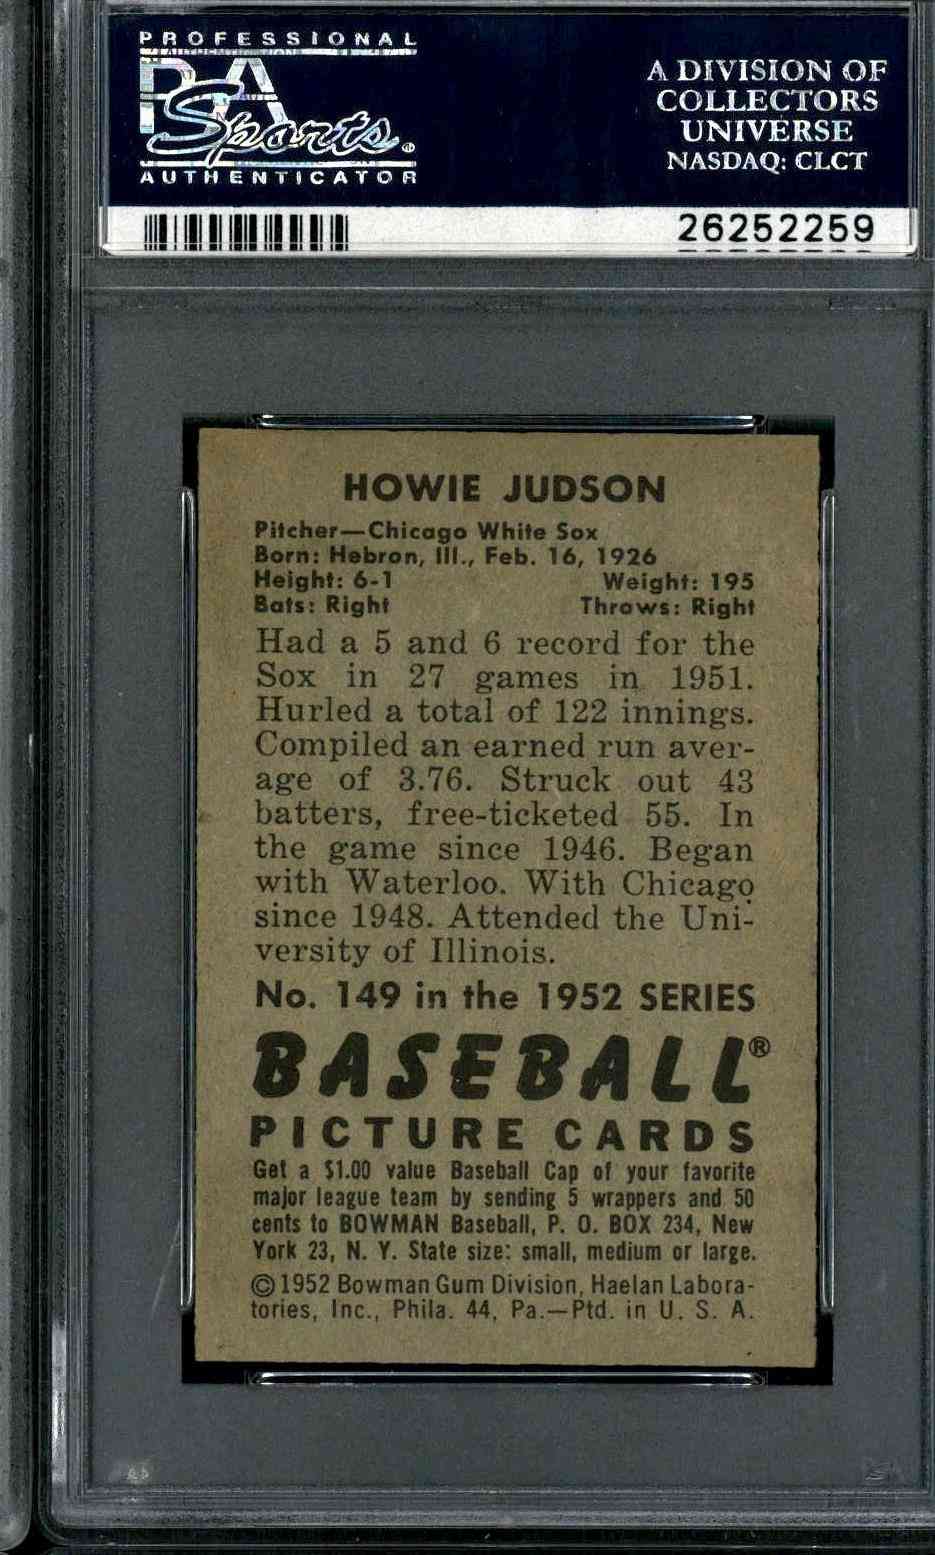 PROFESSIONAL
PSA
Sports
AUTHENTICATOR
A DIVISION OF
COLLECTORS
UNIVERSE
NASDAQ: CLCT
26252259
HOWIE JUDSON
Pitcher—Chicago White Sox
Born: Hebron, Ill., Feb. 16, 1926
Height: 6-1 Weight: 195
Bats: Right Throws: Right
Had a 5 and 6 record for the
Sox in 27 games in 1951.
Hurled a total of 122 innings.
Compiled an earned run aver-
age of 3.76. Struck out 43
batters, free-ticketed 55. In
the game since 1946. Began
with Waterloo. With Chicago
since 1948. Attended the Uni-
versity of Illinois.
No. 149 in the 1952 SERIES
BASEBALL®
PICTURE CARDS
Get a $1.00 value Baseball Cap of your favorite
major league team by sending 5 wrappers and 50
cents to BOWMAN Baseball, P. O. BOX 234, New
York 23, N. Y. State size: small, medium or large.
©1952 Bowman Gum Division, Haelan Labora-
tories, Inc., Phila. 44, Pa.—Ptd. in U. S. A.